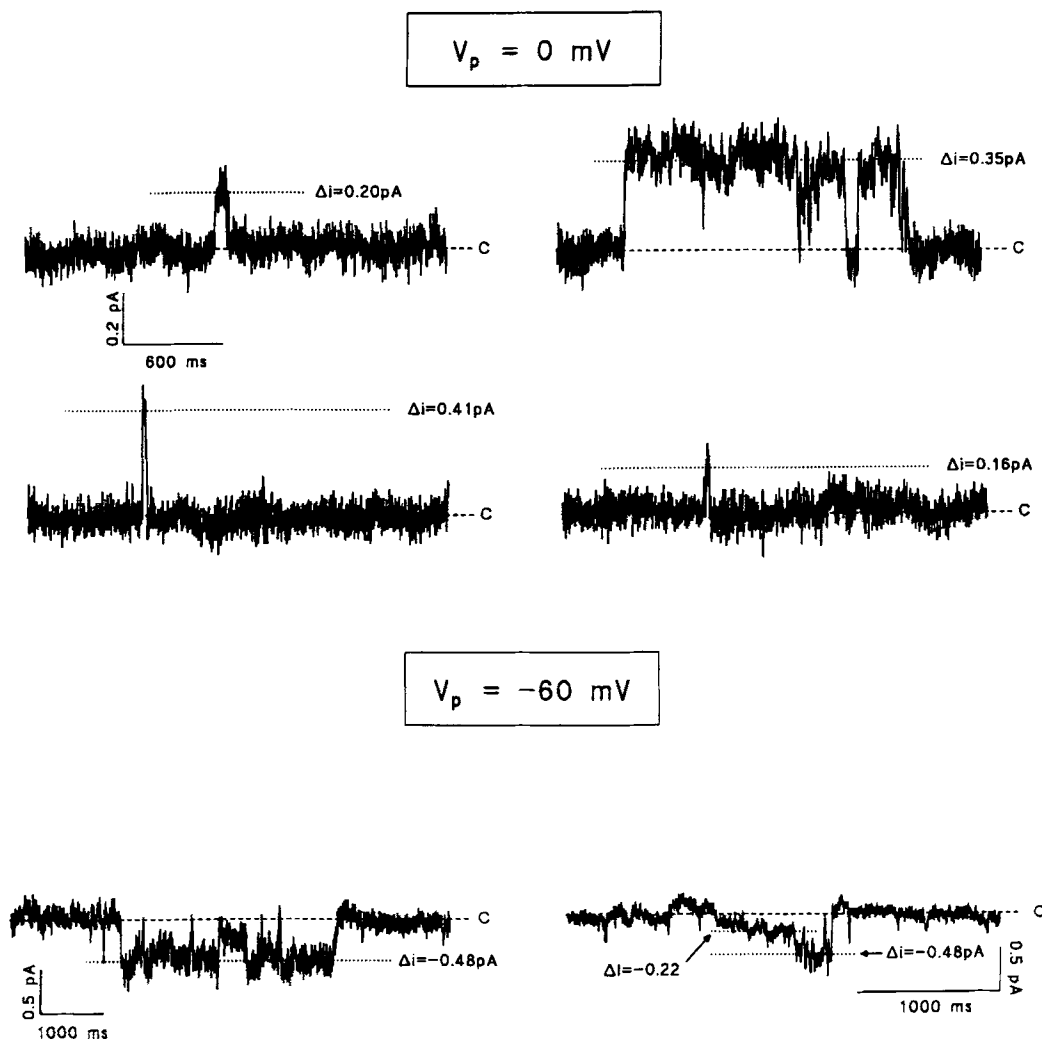 Vp = 0 mV
Δi=0.20pA
C
0.2 pA
600 ms
Δi=0.35pA
C
Δi=0.41pA
C
Δi=0.16pA
C
Vp = −60 mV
C
Δi=−0.48pA
0.5 pA
1000 ms
C
ΔI=−0.22
Δi=−0.48pA
0.5 pA
1000 ms